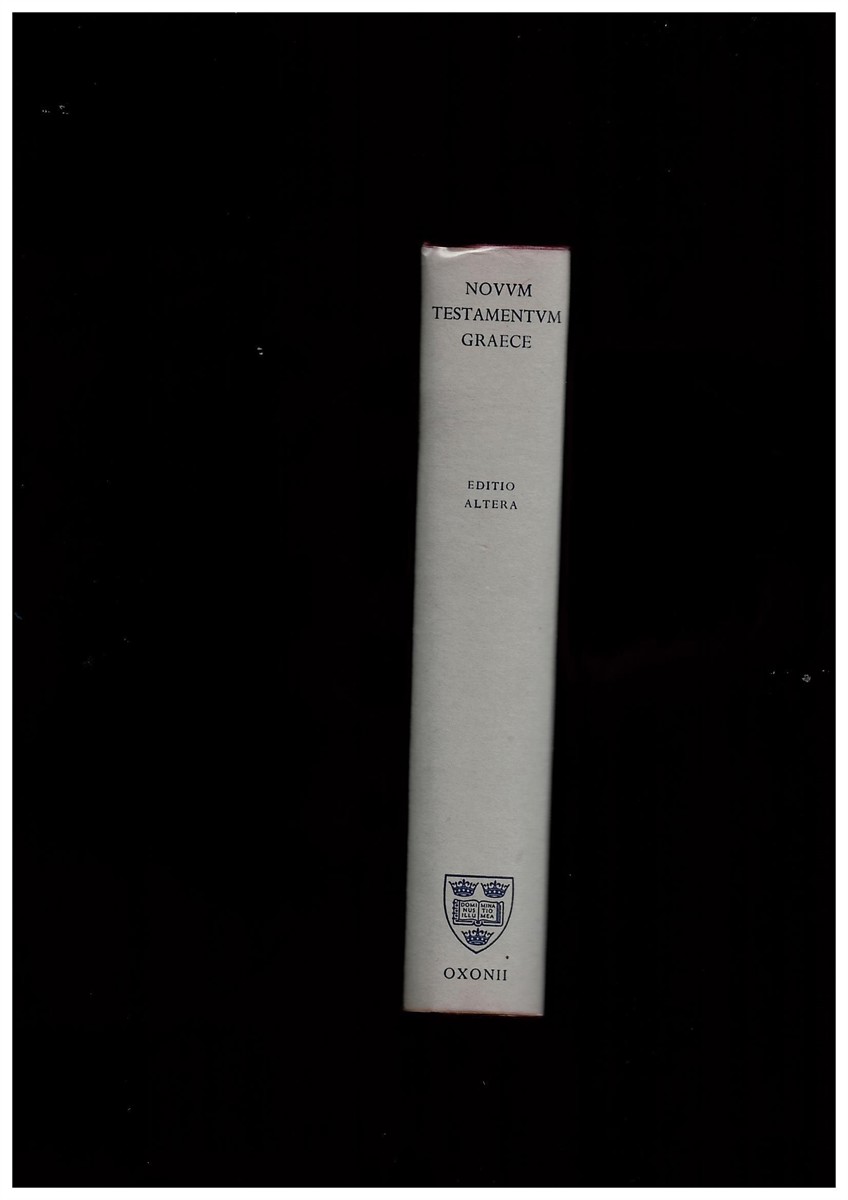 NOVVM
TESTAMENTVM
GRAECE
EDITIO
ALTERA
DOMI MINA
NUS TIO
ILLU MEA
OXONII